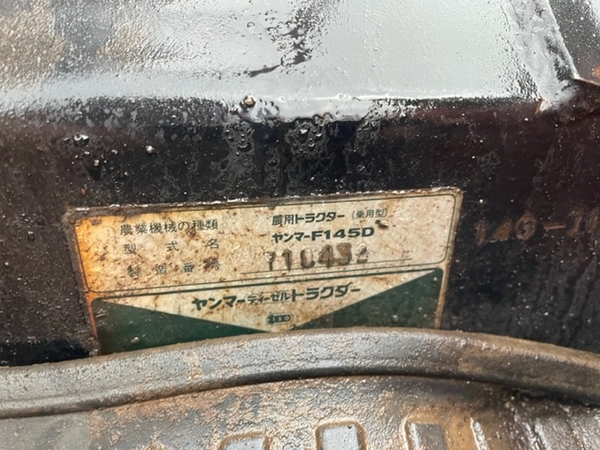 農業機械の種類 農用トラクター (乗用型)
型式名 ヤンマーF145D
製造番号 710432
ヤンマーディーゼルトラクター